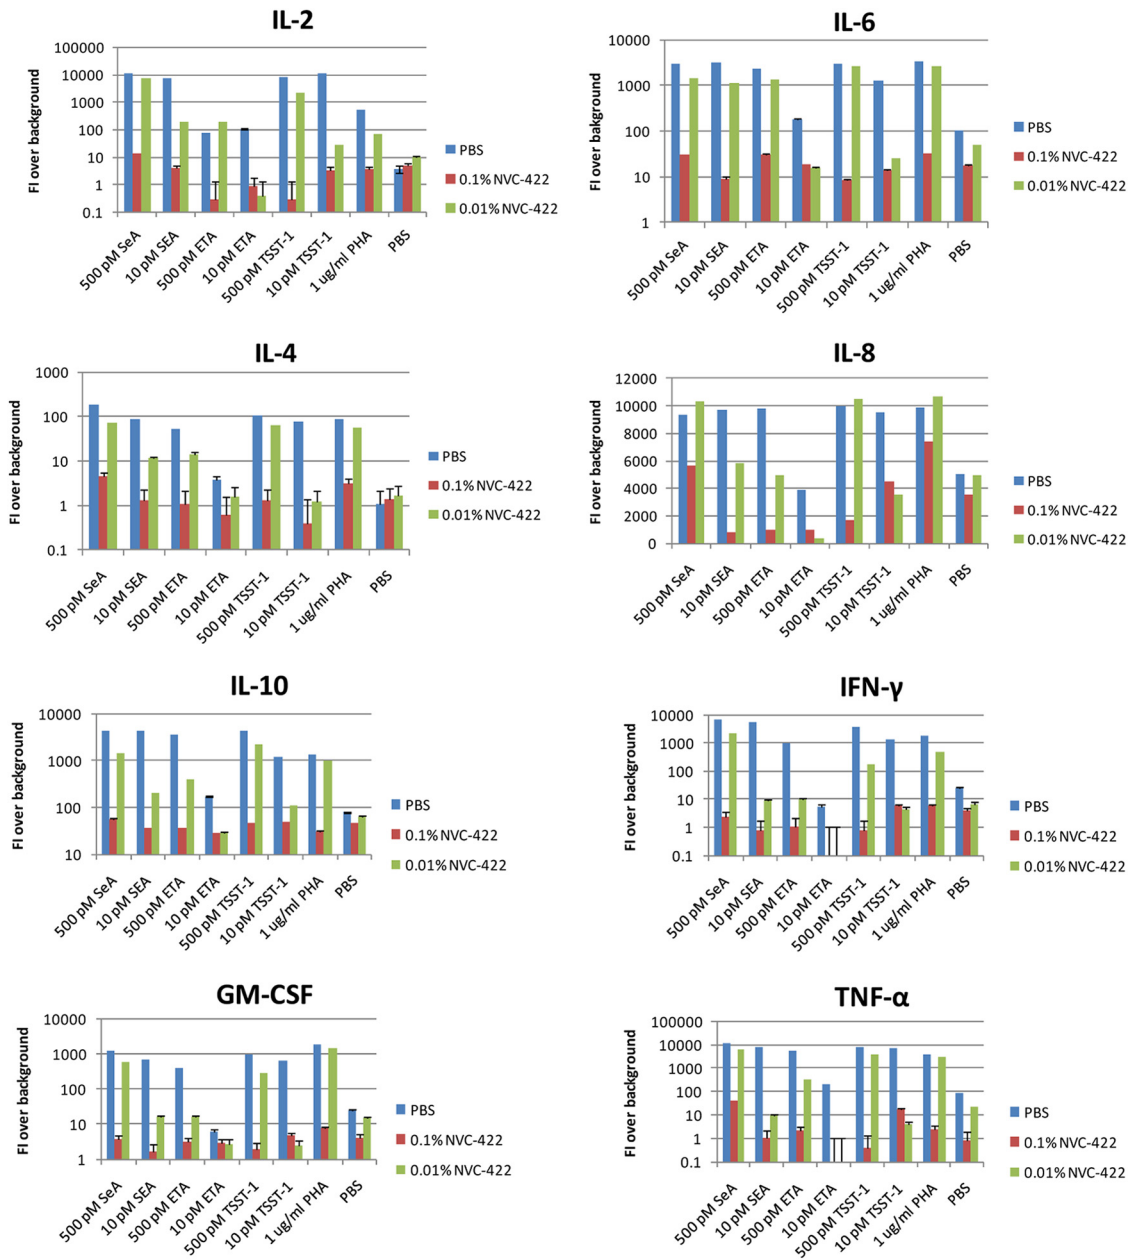 IL-2
FI over background
100000
10000
1000
100
10
1
0.1
500 pM SeA
10 pM SEA
500 pM ETA
10 pM ETA
500 pM TSST-1
10 pM TSST-1
1 ug/ml PHA
PBS
PBS
0.1% NVC-422
0.01% NVC-422
IL-6
FI over bakground
10000
1000
100
10
1
500 pM SeA
10 pM SEA
500 pM ETA
10 pM ETA
500 pM TSST-1
10 pM TSST-1
1 ug/ml PHA
PBS
PBS
0.1% NVC-422
0.01% NVC-422
IL-4
FI over background
1000
100
10
1
0.1
500 pM SeA
10 pM SEA
500 pM ETA
10 pM ETA
500 pM TSST-1
10 pM TSST-1
1 ug/ml PHA
PBS
PBS
0.1% NVC-422
0.01% NVC-422
IL-8
FI over background
12000
10000
8000
6000
4000
2000
0
500 pM SeA
10 pM SEA
500 pM ETA
10 pM ETA
500 pM TSST-1
10 pM TSST-1
1 ug/ml PHA
PBS
PBS
0.1% NVC-422
0.01% NVC-422
IL-10
FI over background
10000
1000
100
10
500 pM SeA
10 pM SEA
500 pM ETA
10 pM ETA
500 pM TSST-1
10 pM TSST-1
1 ug/ml PHA
PBS
PBS
0.1% NVC-422
0.01% NVC-422
IFN-γ
FI over background
10000
1000
100
10
1
0.1
500 pM SeA
10 pM SEA
500 pM ETA
10 pM ETA
500 pM TSST-1
10 pM TSST-1
1 ug/ml PHA
PBS
PBS
0.1% NVC-422
0.01% NVC-422
GM-CSF
FI over background
10000
1000
100
10
1
500 pM SeA
10 pM SEA
500 pM ETA
10 pM ETA
500 pM TSST-1
10 pM TSST-1
1 ug/ml PHA
PBS
PBS
0.1% NVC-422
0.01% NVC-422
TNF-α
FI over background
100000
10000
1000
100
10
1
0.1
500 pM SeA
10 pM SEA
500 pM ETA
10 pM ETA
500 pM TSST-1
10 pM TSST-1
1 ug/ml PHA
PBS
PBS
0.1% NVC-422
0.01% NVC-422